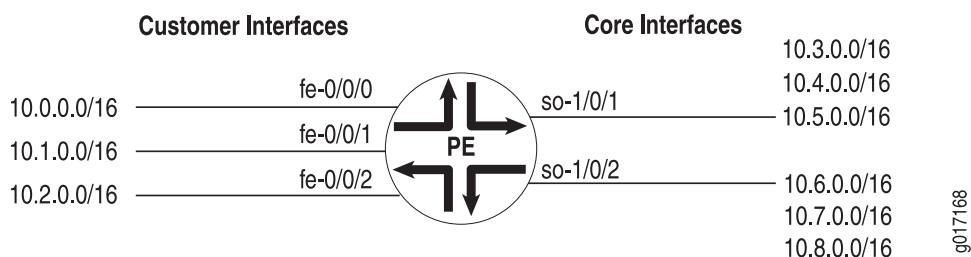 Customer Interfaces
Core Interfaces
10.0.0.0/16
fe-0/0/0
10.1.0.0/16
fe-0/0/1
10.2.0.0/16
fe-0/0/2
PE
so-1/0/1
10.3.0.0/16
10.4.0.0/16
10.5.0.0/16
so-1/0/2
10.6.0.0/16
10.7.0.0/16
10.8.0.0/16
g017168